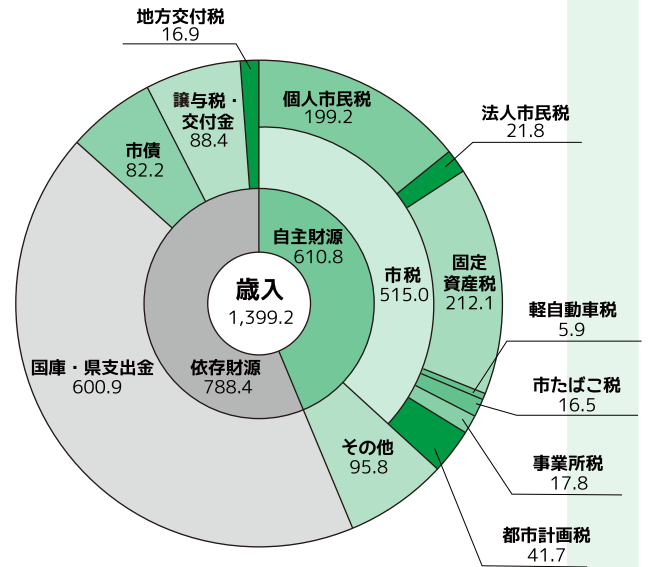 地方交付税
16.9
譲与税・
交付金
88.4
市債
82.2
個人市民税
199.2
法人市民税
21.8
自主財源
610.8
市税
515.0
固定
資産税
212.1
歳入
1,399.2
軽自動車税
5.9
国庫・県支出金
600.9
依存財源
788.4
市たばこ税
16.5
その他
95.8
事業所税
17.8
都市計画税
41.7